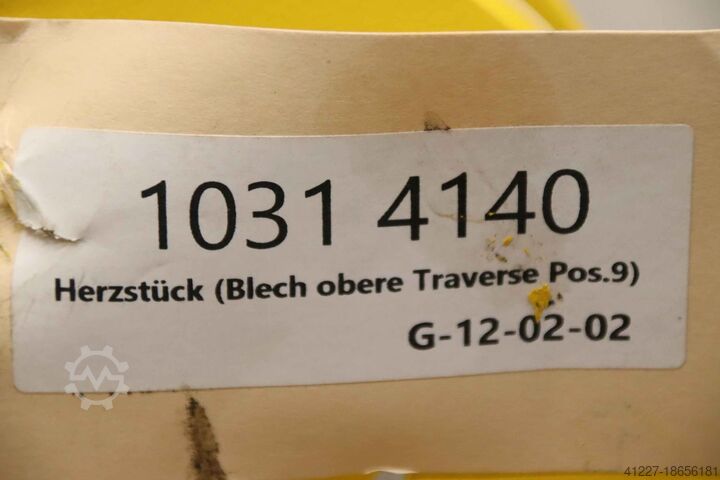 1031 4140
Herzstück (Blech obere Traverse Pos.9)
G-12-02-02
41227-18656181